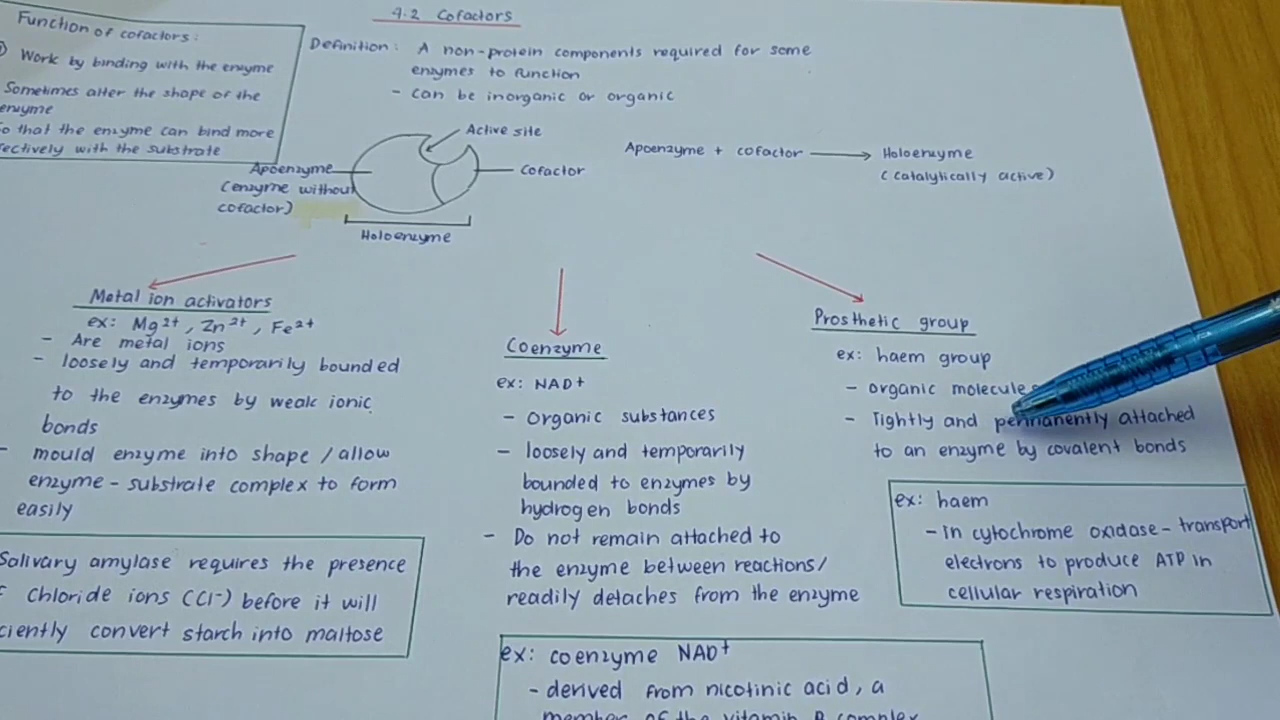 4.2 Cofactors
Function of cofactors:
Work by binding with the enzyme
Sometimes alter the shape of the
enzyme
so that the enzyme can bind more
with the substrate
Definition: A non-protein components required for some
enzymes to function
- can be inorganic or organic
Active site
Apoenzyme
(enzyme without
cofactor)
Cofactor
Holoenzyme
Apoenzyme + cofactor → Holoenzyme
(catalytically active)
Metal ion activators
ex: Mg²⁺, Zn²⁺, Fe²⁺
- Are metal ions
- loosely and temporarily bounded
to the enzymes by weak ionic
bonds
- mould enzyme into shape / allow
enzyme-substrate complex to form
easily
Salivary amylase requires the presence
chloride ions (Cl⁻) before it will
convert starch into maltose
Coenzyme
ex: NAD⁺
- Organic substances
- loosely and temporarily
bounded to enzymes by
hydrogen bonds
- Do not remain attached to
the enzyme between reactions/
readily detaches from the enzyme
ex: coenzyme NAD⁺
- derived from nicotinic acid, a
member of the vitamin B complex
Prosthetic group
ex: haem group
- organic molecules
- Tightly and permanently attached
to an enzyme by covalent bonds
ex: haem
- In cytochrome oxidase - transport
electrons to produce ATP in
cellular respiration